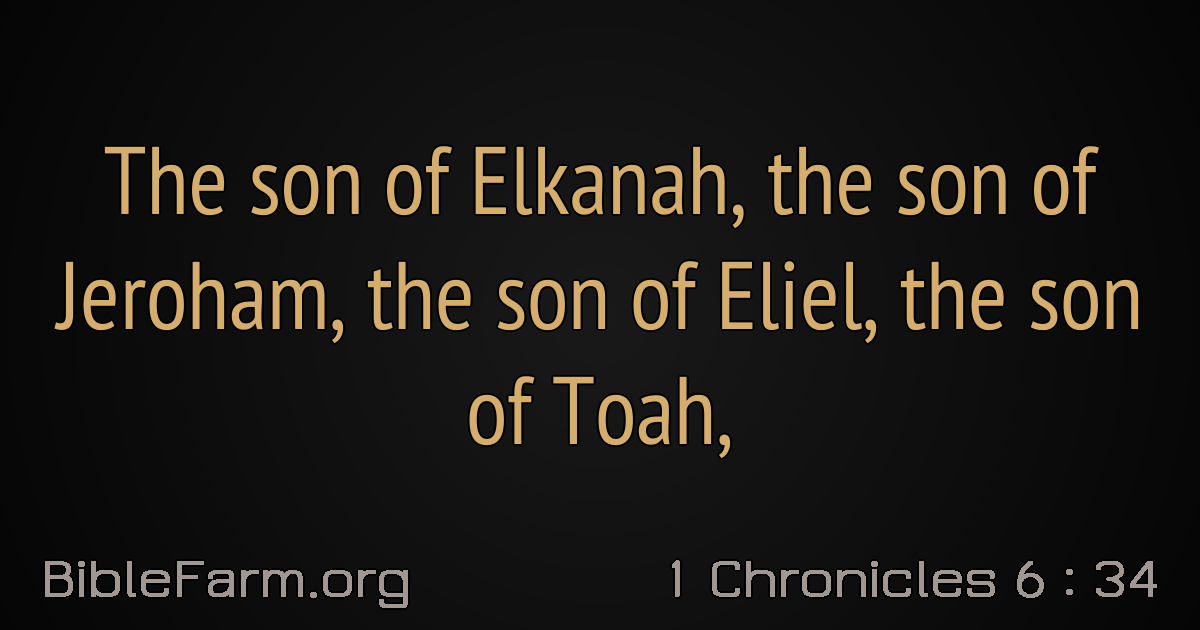 The son of Elkanah, the son of
Jeroham, the son of Eliel, the son
of Toah,
BibleFarm.org
1 Chronicles 6 : 34